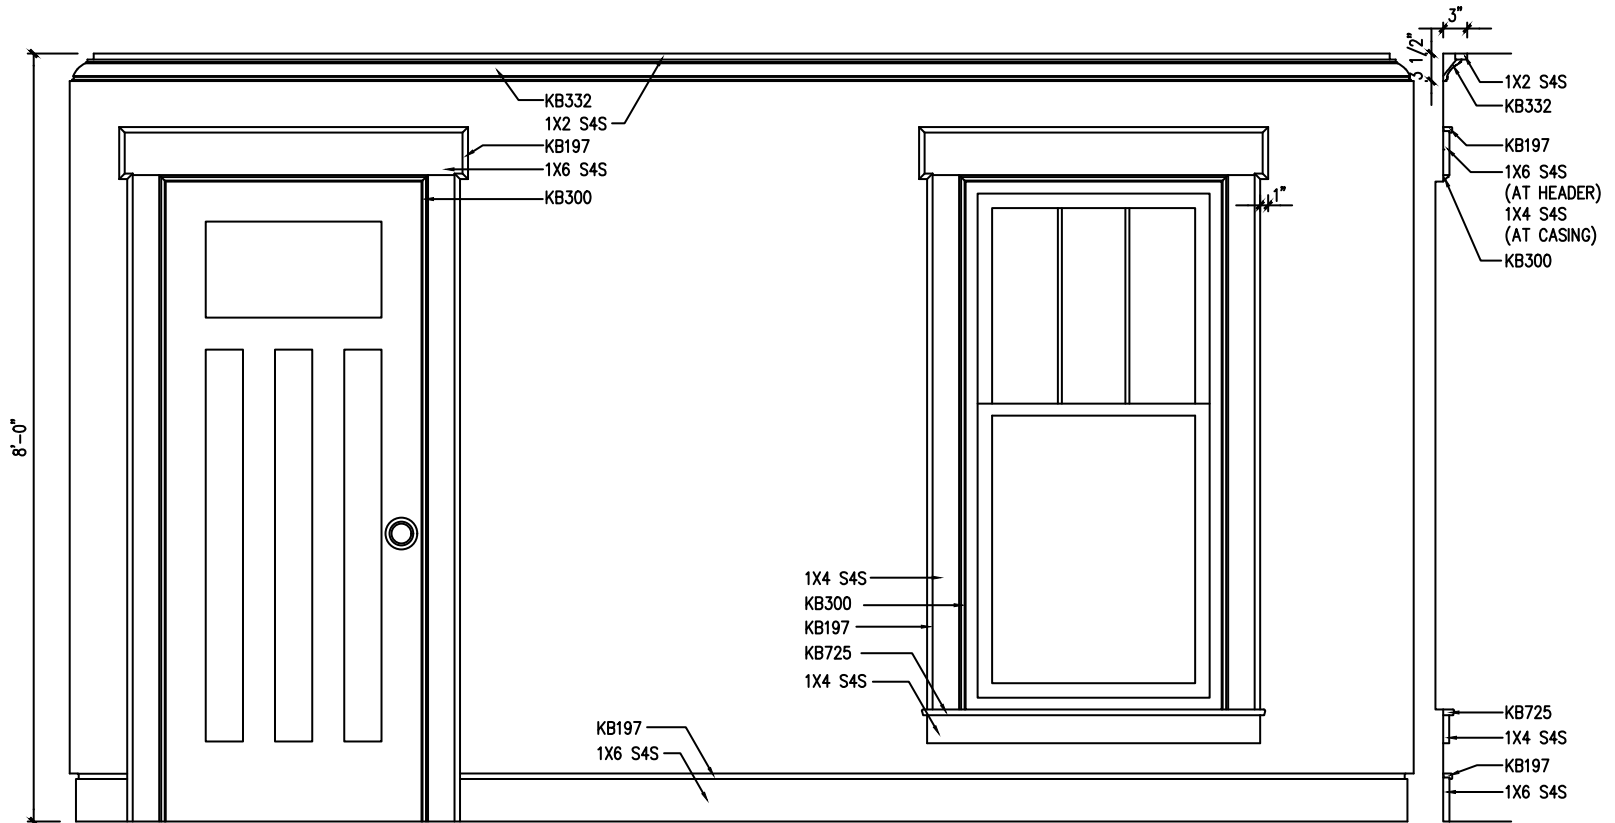 3"
3 1/2"
1X2 S4S
KB332
KB332
1X2 S4S
KB197
1X6 S4S
KB300
KB197
1X6 S4S
(AT HEADER)
1X4 S4S
(AT CASING)
KB300
1"
8'-0"
1X4 S4S
KB300
KB197
KB725
1X4 S4S
KB197
1X6 S4S
KB725
1X4 S4S
KB197
1X6 S4S